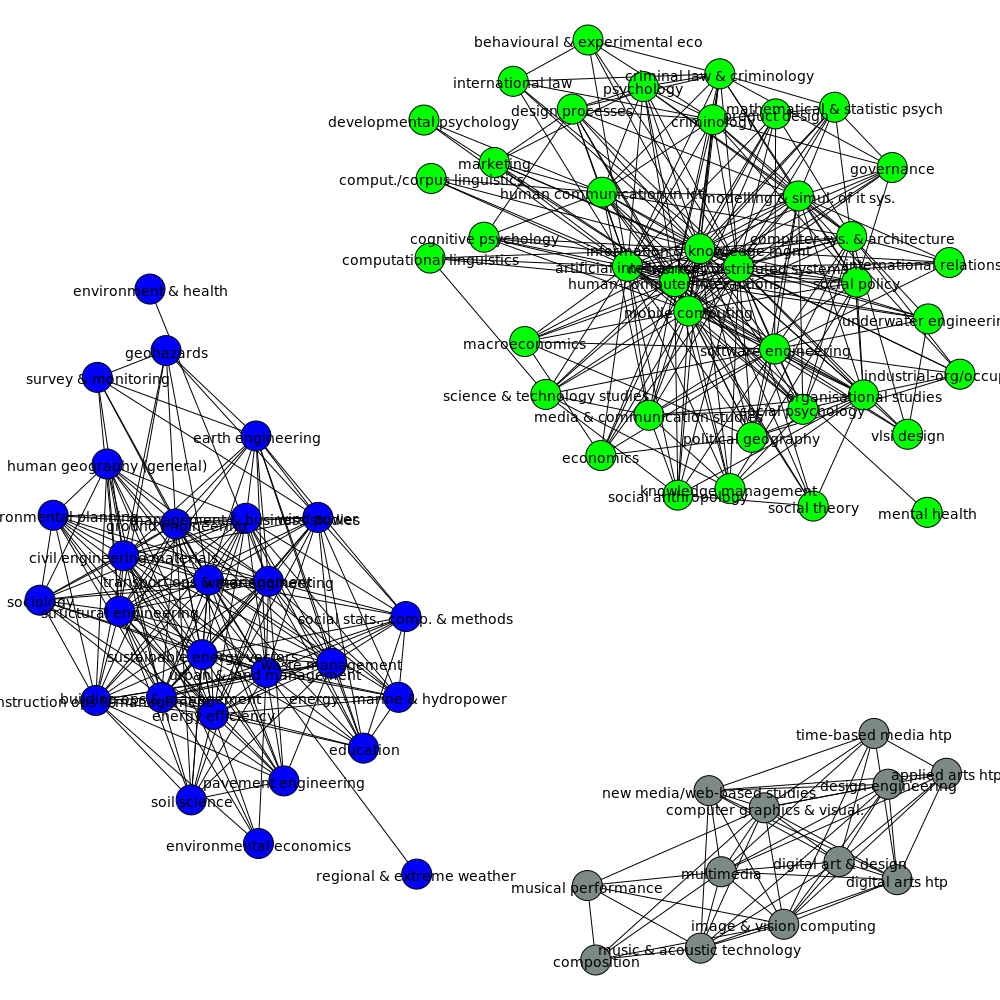 behavioural & experimental eco
international law
criminal law & criminology
psychology
design processes
mathematical & statistic psych
product design
criminology
developmental psychology
marketing
governance
comput./corpus linguistics
human communication in ict
modelling & simul. of it sys.
cognitive psychology
computer sys. & architecture
information & knowledge mgmt
computational linguistics
artificial
distributed systems
international relations
human-computer interactions
social policy
mobile computing
underwater engineerin
macroeconomics
software engineering
industrial-org/occup
science & technology studies
organisational studies
media & communication studies
social psychology
political geography
vlsi design
economics
knowledge management
social anthropology
social theory
mental health
environment & health
geohazards
survey & monitoring
earth engineering
human geography (general)
ronmental planning
management & business studies
ground engineering
civil engineering materials
transport ops & management
water engineering
sociology
structural engineering
social stats., comp. & methods
sustainable energy vectors
waste management
urban & land management
nstruction ops & management
building ops & management
energy - marine & hydropower
energy efficiency
education
pavement engineering
soil science
environmental economics
regional & extreme weather
time-based media htp
applied arts htp
design engineering
new media/web-based studies
computer graphics & visual.
digital art & design
multimedia
digital arts htp
musical performance
image & vision computing
music & acoustic technology
composition